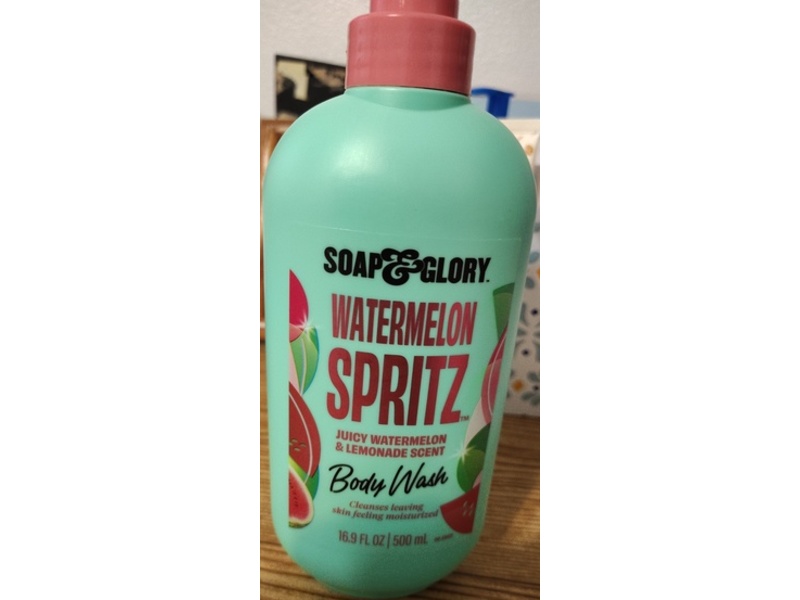 SOAP&GLORY
WATERMELON
SPRITZ™
JUICY WATERMELON
& LEMONADE SCENT
Body Wash
Cleanses leaving
skin feeling moisturized
16.9 FL OZ | 500 mL